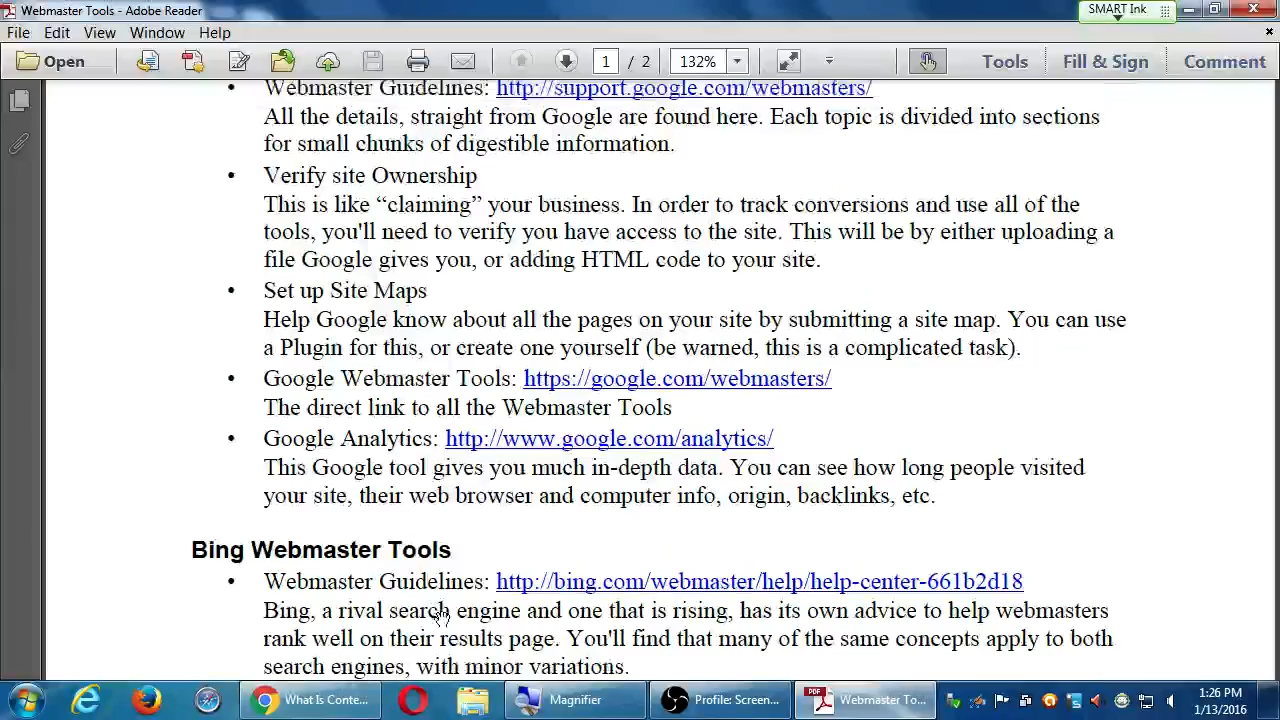 Webmaster Tools - Adobe Reader
SMART Ink
File Edit View Window Help
Open 1 / 2 132% Tools Fill & Sign Comment
• Webmaster Guidelines: http://support.google.com/webmasters/
All the details, straight from Google are found here. Each topic is divided into sections
for small chunks of digestible information.
• Verify site Ownership
This is like “claiming” your business. In order to track conversions and use all of the
tools, you'll need to verify you have access to the site. This will be by either uploading a
file Google gives you, or adding HTML code to your site.
• Set up Site Maps
Help Google know about all the pages on your site by submitting a site map. You can use
a Plugin for this, or create one yourself (be warned, this is a complicated task).
• Google Webmaster Tools: https://google.com/webmasters/
The direct link to all the Webmaster Tools
• Google Analytics: http://www.google.com/analytics/
This Google tool gives you much in-depth data. You can see how long people visited
your site, their web browser and computer info, origin, backlinks, etc.
Bing Webmaster Tools
• Webmaster Guidelines: http://bing.com/webmaster/help/help-center-661b2d18
Bing, a rival search engine and one that is rising, has its own advice to help webmasters
rank well on their results page. You'll find that many of the same concepts apply to both
search engines, with minor variations.
What Is Conte... Magnifier Profile: Screen... Webmaster To... 1:26 PM
1/13/2016